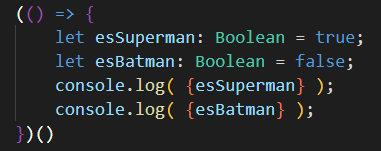 (() => {
    let esSuperman: Boolean = true;
    let esBatman: Boolean = false;
    console.log( {esSuperman} );
    console.log( {esBatman} );
})()